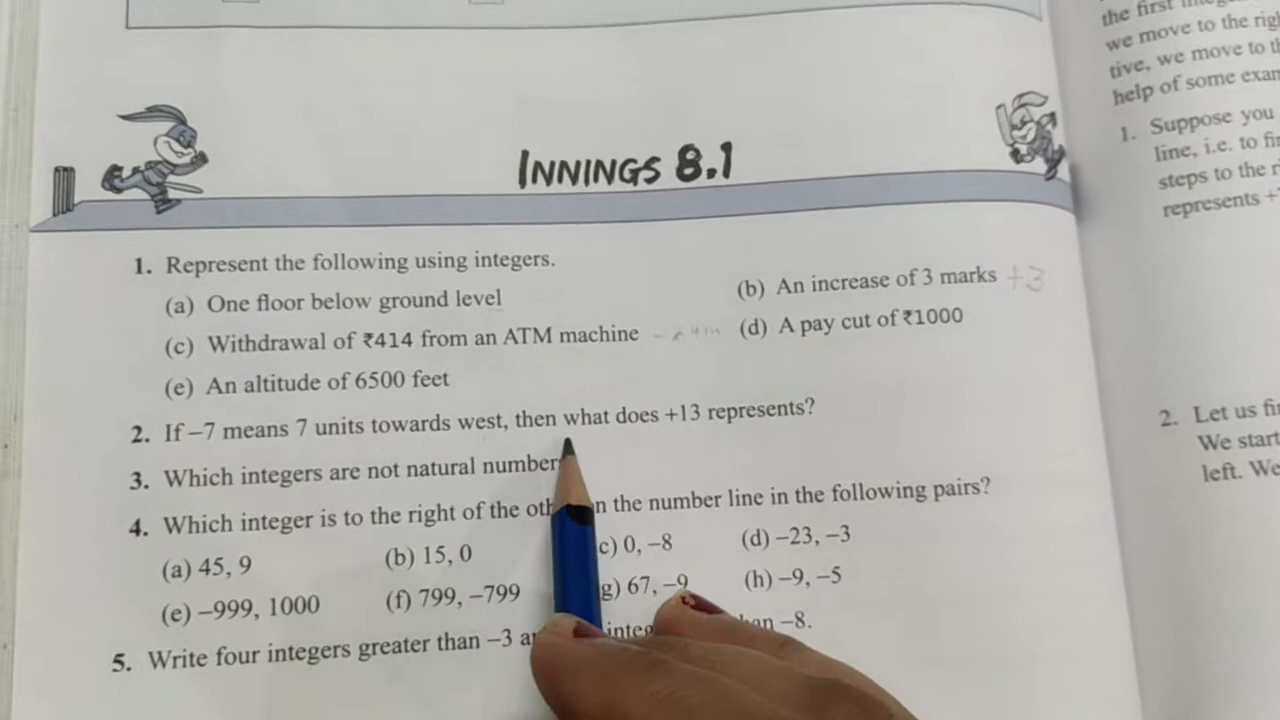 INNINGS 8.1
1. Represent the following using integers.
(a) One floor below ground level
(b) An increase of 3 marks +3
(c) Withdrawal of ₹414 from an ATM machine
(d) A pay cut of ₹1000
(e) An altitude of 6500 feet
2. If –7 means 7 units towards west, then what does +13 represents?
3. Which integers are not natural number
4. Which integer is to the right of the oth n the number line in the following pairs?
(a) 45, 9
(b) 15, 0
c) 0, –8
(d) –23, –3
(e) –999, 1000
(f) 799, –799
g) 67, –9
(h) –9, –5
5. Write four integers greater than –3 a integ han –8.
the first
we move to the rig
tive, we move to t
help of some exam
1. Suppose you
line, i.e. to fi
steps to the r
represents +
2. Let us fi
We start
left. We